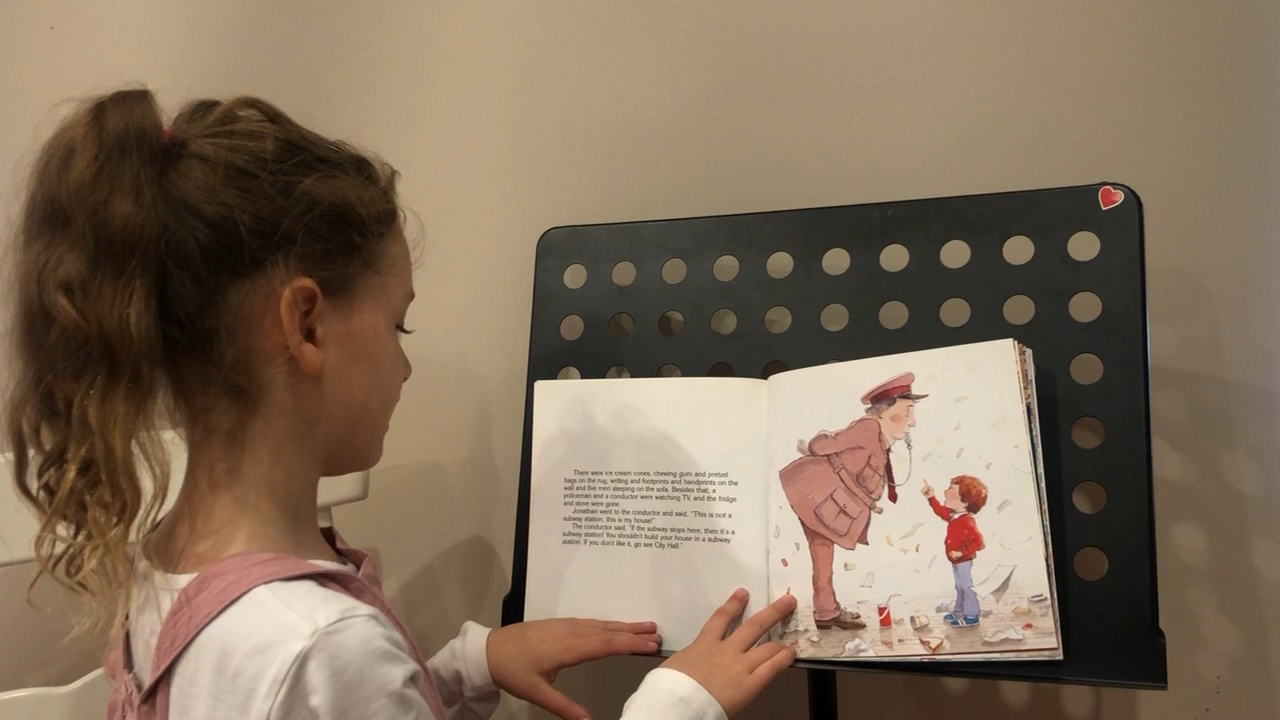 There were ice cream cones, chewing gum and pretzel
bags on the rug, writing and footprints and handprints on the
wall and five men sleeping on the sofa. Besides that, a
policeman and a conductor were watching TV, and the fridge
and stove were gone.
Jonathan went to the conductor and said, "This is not a
subway station, this is my house!"
The conductor said, "If the subway stops here, then it's a
subway station! You shouldn't build your house in a subway
station. If you don't like it, go see City Hall."